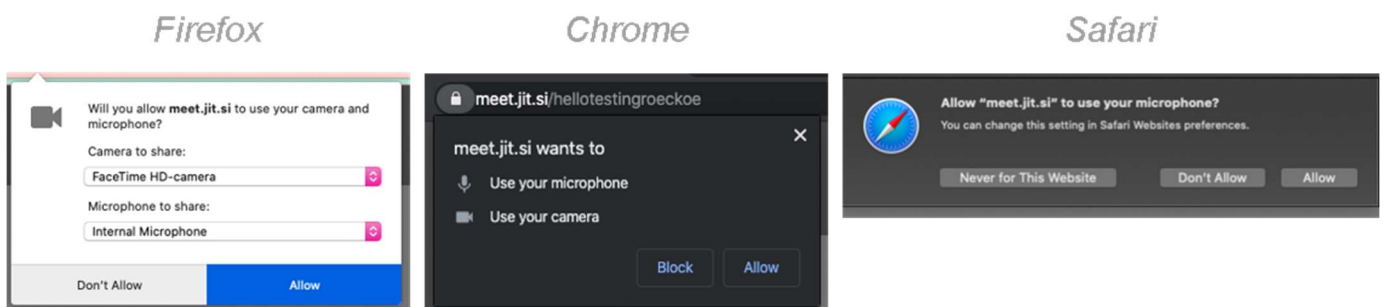 Firefox
Chrome
Safari
Will you allow meet.jit.si to use your camera and
microphone?
Camera to share:
FaceTime HD-camera
Microphone to share:
Internal Microphone
Don't Allow
Allow
meet.jit.si/hellotestingroeckoe
meet.jit.si wants to
Use your microphone
Use your camera
Block
Allow
Allow “meet.jit.si” to use your microphone?
You can change this setting in Safari Websites preferences.
Never for This Website
Don't Allow
Allow